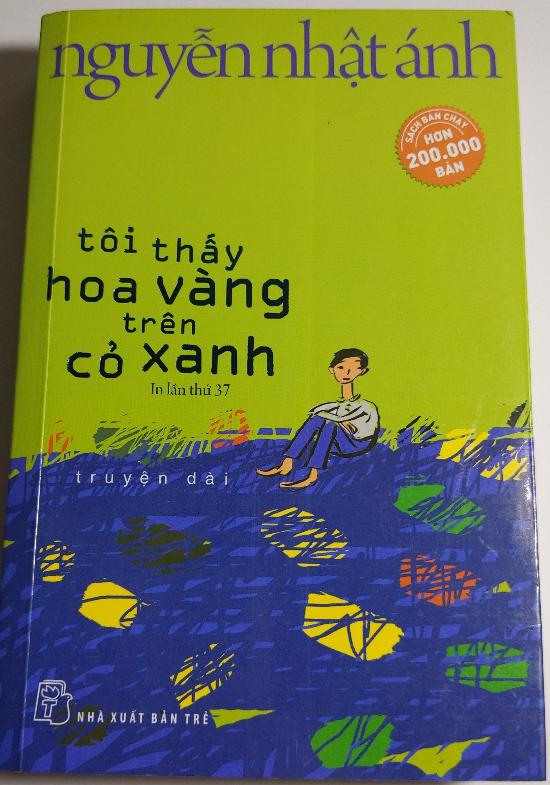 nguyễn nhật ánh
SÁCH BÁN CHẠY
HƠN
200.000
BẢN
tôi thấy
hoa vàng
trên
cỏ xanh
In lần thứ 37
truyện dài
NHÀ XUẤT BẢN TRẺ